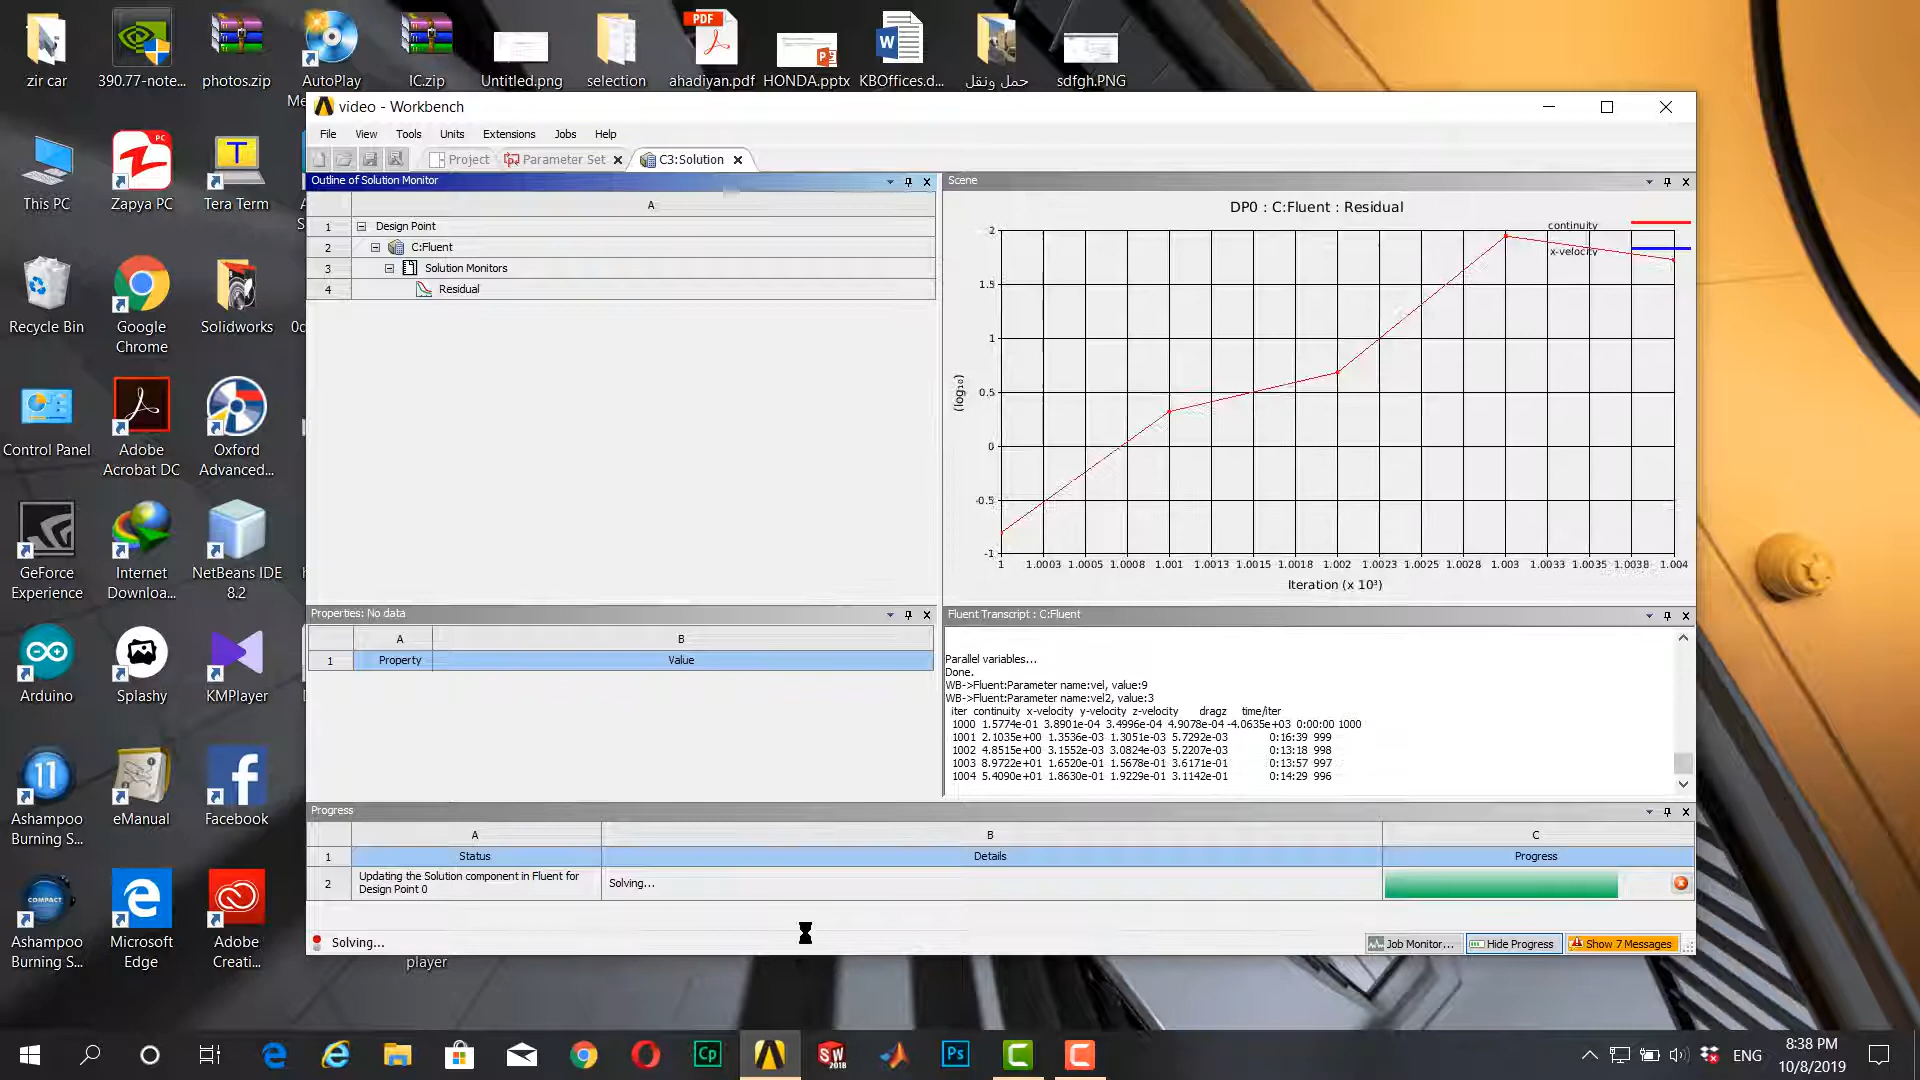 zir car
390.77-note...
photos.zip
AutoPlay
Me
!C.zip
Untitled.png
selection
ahadiyan.pdf
HONDA.pptx
KBOffices.d...
حمل ونقل
sdfgh.PNG
This PC
Zapya PC
Tera Term
Recycle Bin
Google
Chrome
Solidworks
Control Panel
Adobe
Acrobat DC
Oxford
Advanced...
GeForce
Experience
Internet
Downloa...
NetBeans IDE
8.2
Arduino
Splashy
KMPlayer
Ashampoo
Burning S...
eManual
Facebook
Ashampoo
Burning S...
Microsoft
Edge
Adobe
Creati...
player
video - Workbench
File View Tools Units Extensions Jobs Help
Project Parameter Set C3:Solution
Outline of Solution Monitor
A
1 Design Point
2 C:Fluent
3 Solution Monitors
4 Residual
Properties: No data
A B
1 Property Value
Scene
DP0 : C:Fluent : Residual
continuity
x-velocity
2
1.5
1
0.5
0
-0.5
-1
(log₁₀)
1 1.0003 1.0005 1.0008 1.001 1.0013 1.0015 1.0018 1.002 1.0023 1.0025 1.0028 1.003 1.0033 1.0035 1.0038 1.004
Iteration (x 10³)
Fluent Transcript : C:Fluent
Parallel variables...
Done.
WB->Fluent:Parameter name:vel, value:9
WB->Fluent:Parameter name:vel2, value:3
iter continuity x-velocity y-velocity z-velocity dragz time/iter
1000 1.5774e-01 3.8901e-04 3.4996e-04 4.9078e-04 -4.0635e+03 0:00:00 1000
1001 2.1035e+00 1.3536e-03 1.3051e-03 5.7292e-03 0:16:39 999
1002 4.8515e+00 3.1552e-03 3.0824e-03 5.2207e-03 0:13:18 998
1003 8.9722e+01 1.6520e-01 1.5678e-01 3.6171e-01 0:13:57 997
1004 5.4090e+01 1.8630e-01 1.9229e-01 3.1142e-01 0:14:29 996
Progress
A B C
1 Status Details Progress
2 Updating the Solution component in Fluent for
Design Point 0
Solving...
Solving...
Job Monitor... Hide Progress Show 7 Messages
ENG
8:38 PM
10/8/2019